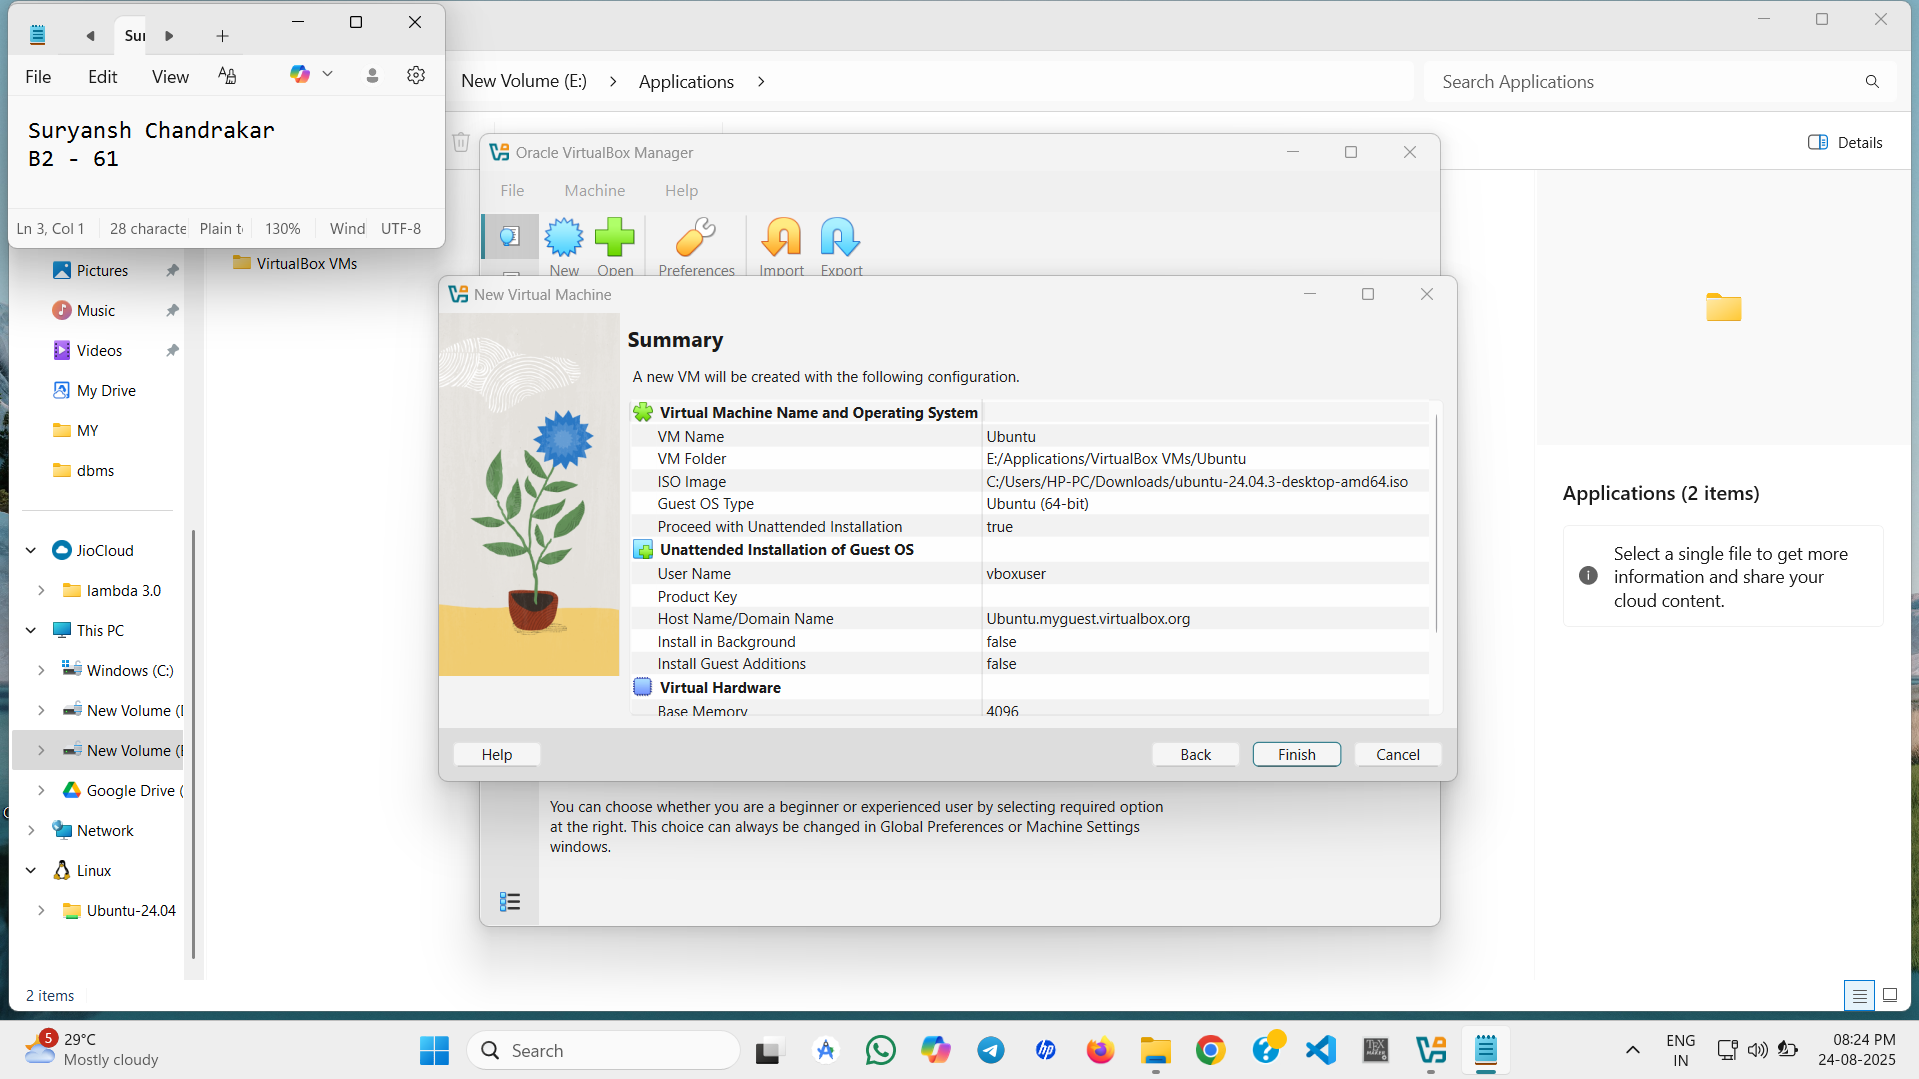 Sur
File
Edit
View
Suryansh Chandrakar
B2 - 61
Ln 3, Col 1
28 characte
Plain t
130%
Wind
UTF-8
New Volume (E:)
Applications
Search Applications
Details
Oracle VirtualBox Manager
File
Machine
Help
New
Open
Preferences
Import
Export
Pictures
Music
Videos
My Drive
MY
dbms
JioCloud
lambda 3.0
This PC
Windows (C:)
New Volume (
New Volume (E
Google Drive (
Network
Linux
Ubuntu-24.04
2 items
VirtualBox VMs
New Virtual Machine
Summary
A new VM will be created with the following configuration.
Virtual Machine Name and Operating System
VM Name Ubuntu
VM Folder E:/Applications/VirtualBox VMs/Ubuntu
ISO Image C:/Users/HP-PC/Downloads/ubuntu-24.04.3-desktop-amd64.iso
Guest OS Type Ubuntu (64-bit)
Proceed with Unattended Installation true
Unattended Installation of Guest OS
User Name vboxuser
Product Key
Host Name/Domain Name Ubuntu.myguest.virtualbox.org
Install in Background false
Install Guest Additions false
Virtual Hardware
Base Memory 4096
Help
Back
Finish
Cancel
You can choose whether you are a beginner or experienced user by selecting required option
at the right. This choice can always be changed in Global Preferences or Machine Settings
windows.
Applications (2 items)
Select a single file to get more
information and share your
cloud content.
5
29°C
Mostly cloudy
Search
ENG
IN
08:24 PM
24-08-2025